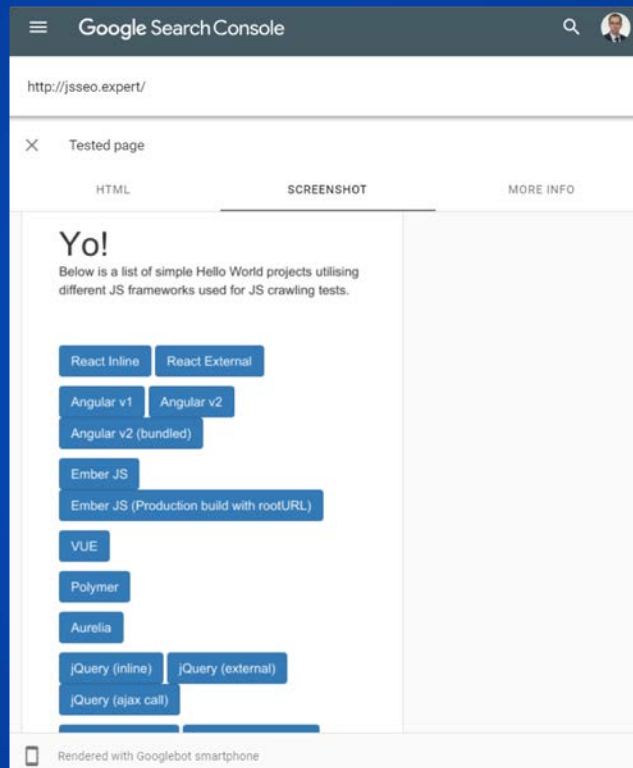 Google Search Console
http://jsseo.expert/
Tested page
HTML SCREENSHOT MORE INFO
Yo!
Below is a list of simple Hello World projects utilising
different JS frameworks used for JS crawling tests.
React Inline React External
Angular v1 Angular v2
Angular v2 (bundled)
Ember JS
Ember JS (Production build with rootURL)
VUE
Polymer
Aurelia
jQuery (inline) jQuery (external)
jQuery (ajax call)
Rendered with Googlebot smartphone